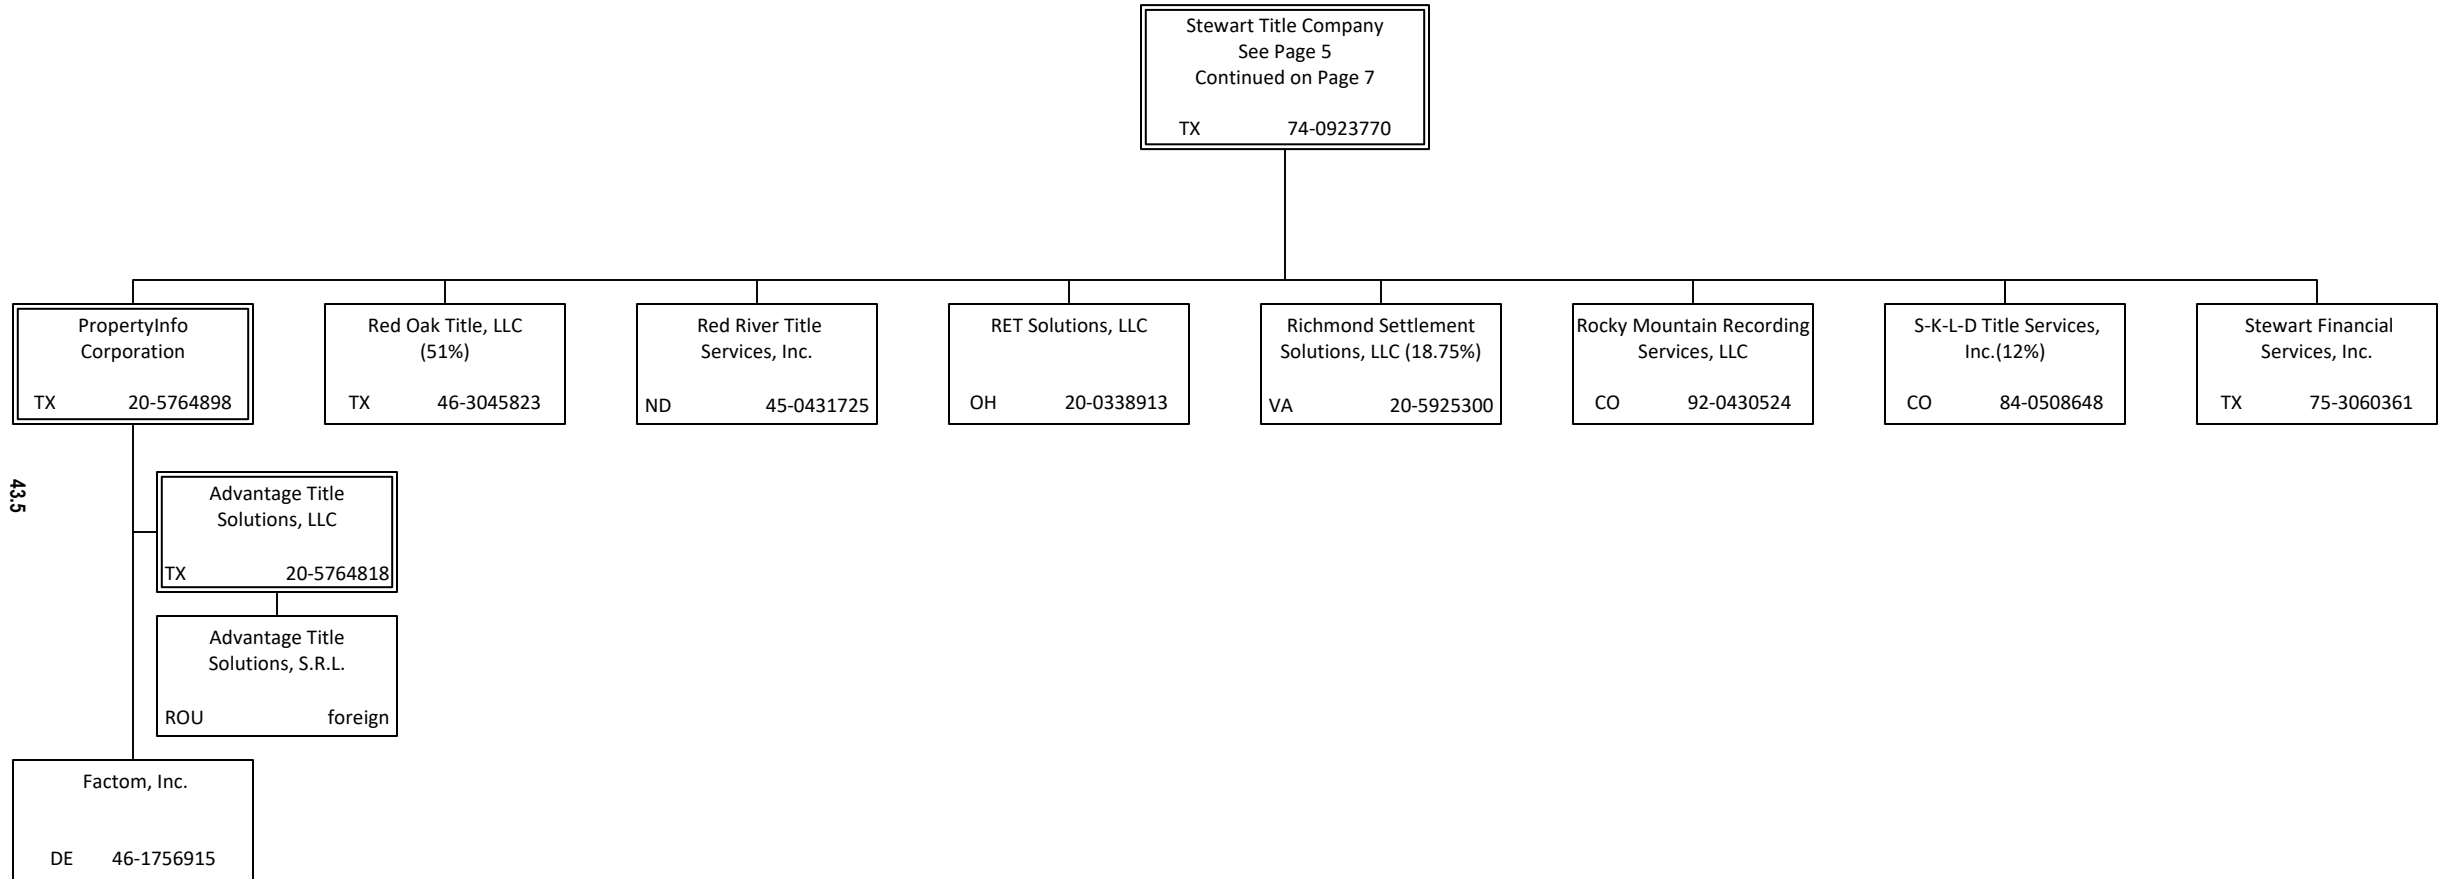 Stewart Title Company
See Page 5
Continued on Page 7
TX 74-0923770
PropertyInfo
Corporation
TX 20-5764898
Red Oak Title, LLC
(51%)
TX 46-3045823
Red River Title
Services, Inc.
ND 45-0431725
RET Solutions, LLC
OH 20-0338913
Richmond Settlement
Solutions, LLC (18.75%)
VA 20-5925300
Rocky Mountain Recording
Services, LLC
CO 92-0430524
S-K-L-D Title Services,
Inc.(12%)
CO 84-0508648
Stewart Financial
Services, Inc.
TX 75-3060361
43.5
Advantage Title
Solutions, LLC
TX 20-5764818
Advantage Title
Solutions, S.R.L.
ROU foreign
Factom, Inc.
DE 46-1756915